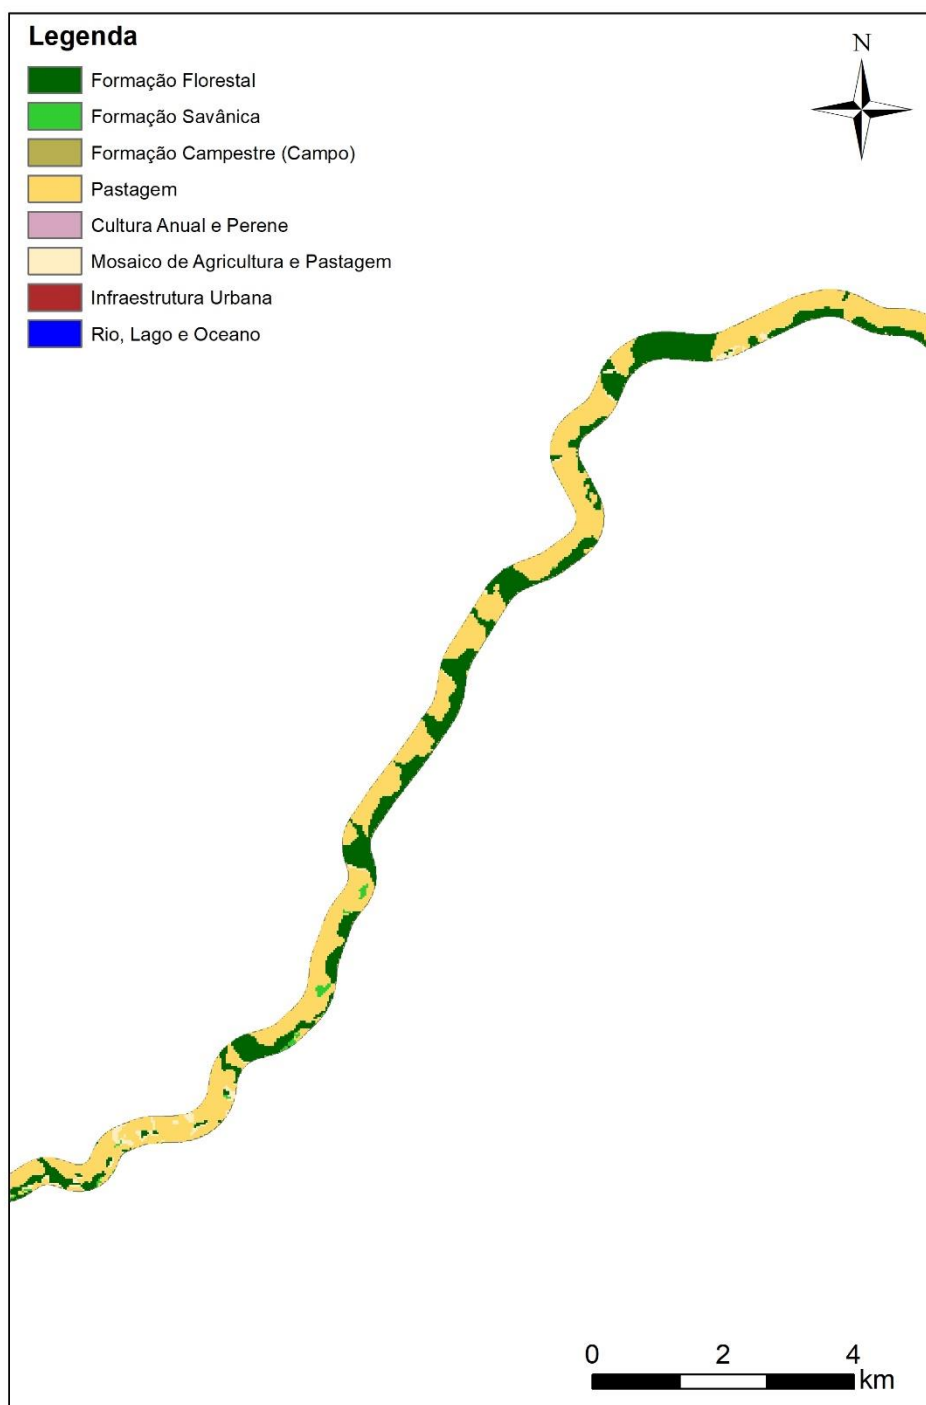 Legenda
N
Formação Florestal
Formação Savânica
Formação Campestre (Campo)
Pastagem
Cultura Anual e Perene
Mosaico de Agricultura e Pastagem
Infraestrutura Urbana
Rio, Lago e Oceano
0 2 4
km